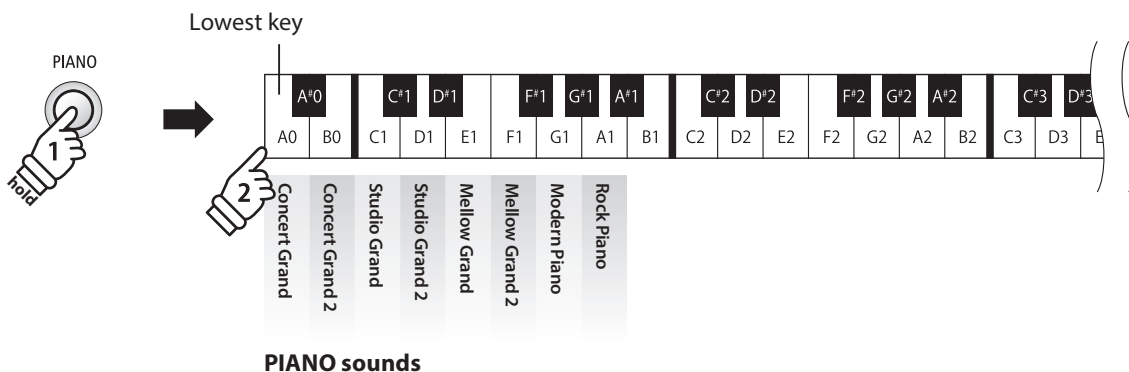 Lowest key
PIANO
A#0 C#1 D#1 F#1 G#1 A#1 C#2 D#2 F#2 G#2 A#2 C#3 D#3
A0 B0 C1 D1 E1 F1 G1 A1 B1 C2 D2 E2 F2 G2 A2 B2 C3 D3 E
1
hold
2
Concert Grand
Concert Grand 2
Studio Grand
Studio Grand 2
Mellow Grand
Mellow Grand 2
Modern Piano
Rock Piano
PIANO sounds